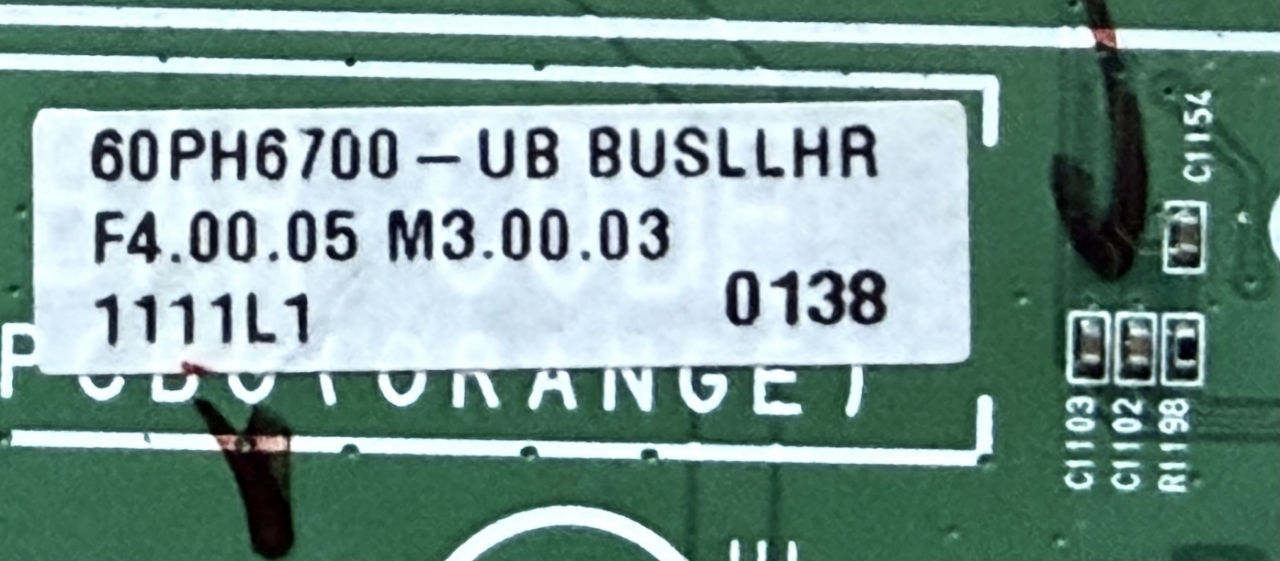 60PH6700-UB BUSLLHR
F4.00.05 M3.00.03
1111L1 0138
C1154
C1103
C1102
R1198